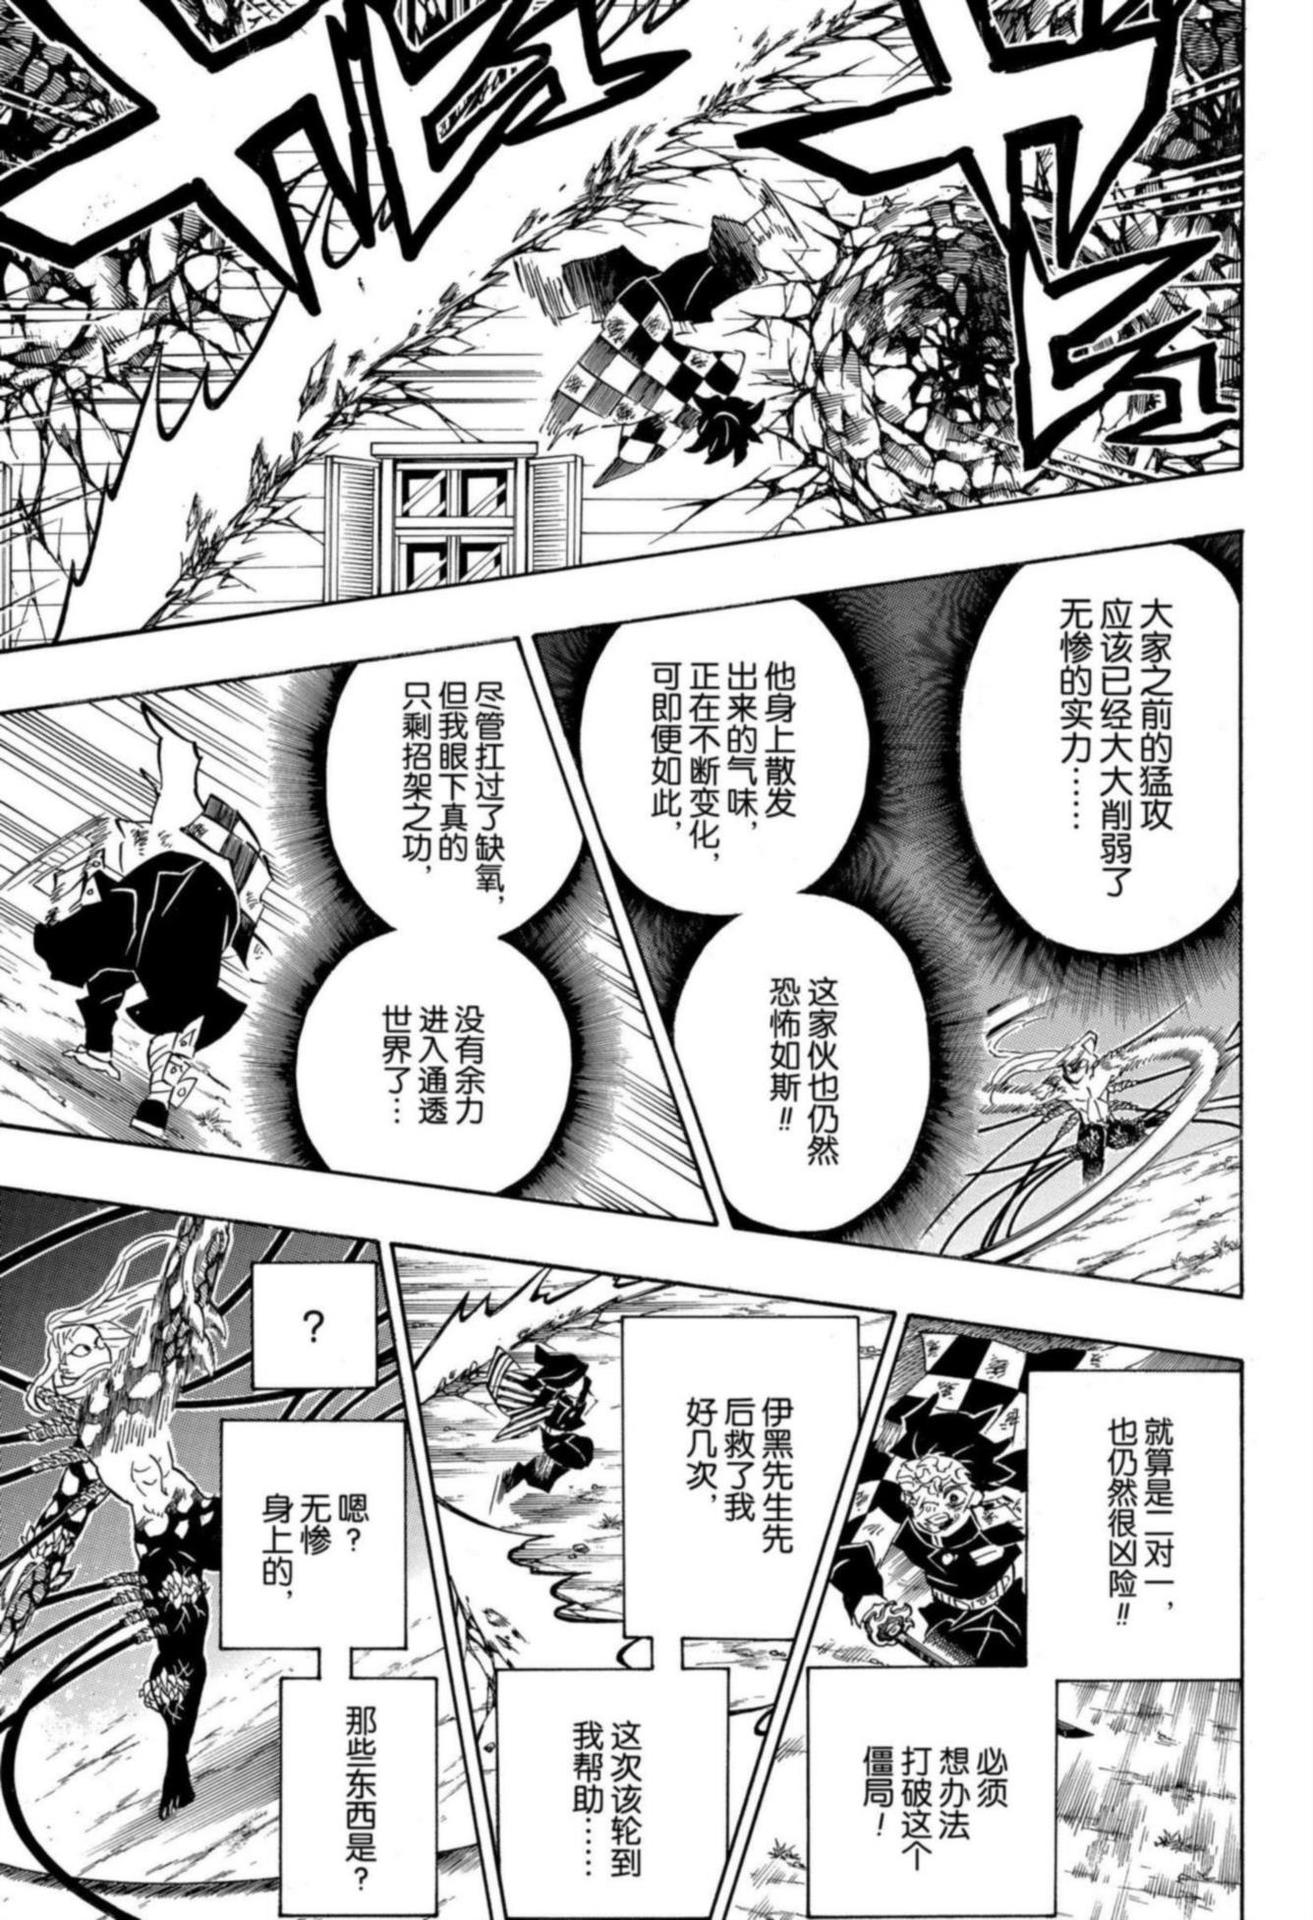 大家之前的猛攻
应该已经大大削弱了
无惨的实力……
他身上散发
出来的气味，
正在不断变化，
可即便如此，
这家伙也仍然
恐怖如斯！！
尽管扛过了缺氧，
但我眼下真的
只剩招架之功，
没有余力
进入通透
世界了…
就算是二对一，
也仍然很凶险！！
必须
想办法
打破这个
僵局！
伊黑先生先
后救了我
好几次，
这次该轮到
我帮助……
？
嗯？
无惨
身上的，
那些东西是？